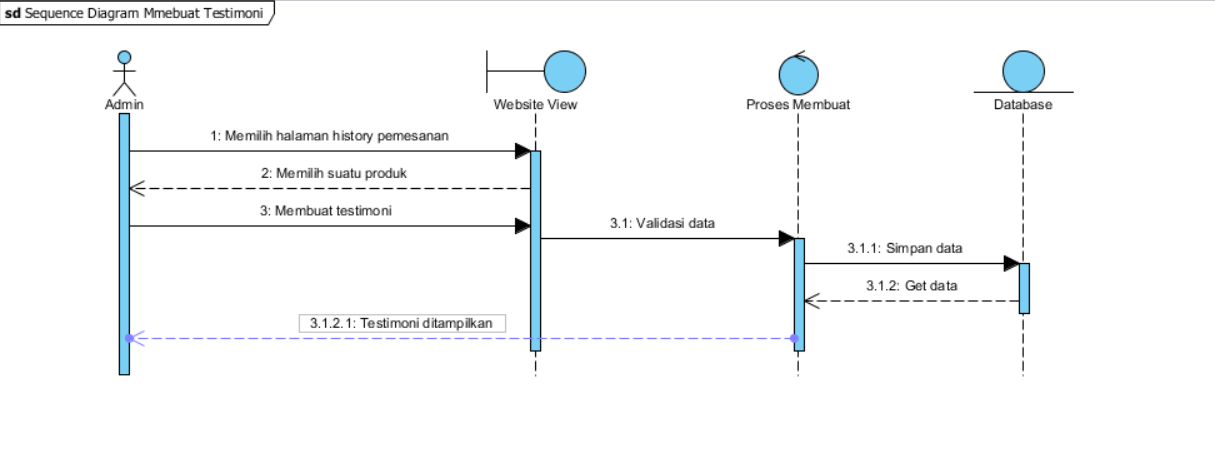 sd Sequence Diagram Mmebuat Testimoni
Admin
Website View
Proses Membuat
Database
1: Memilih halaman history pemesanan
2: Memilih suatu produk
3: Membuat testimoni
3.1: Validasi data
3.1.1: Simpan data
3.1.2: Get data
3.1.2.1: Testimoni ditampilkan